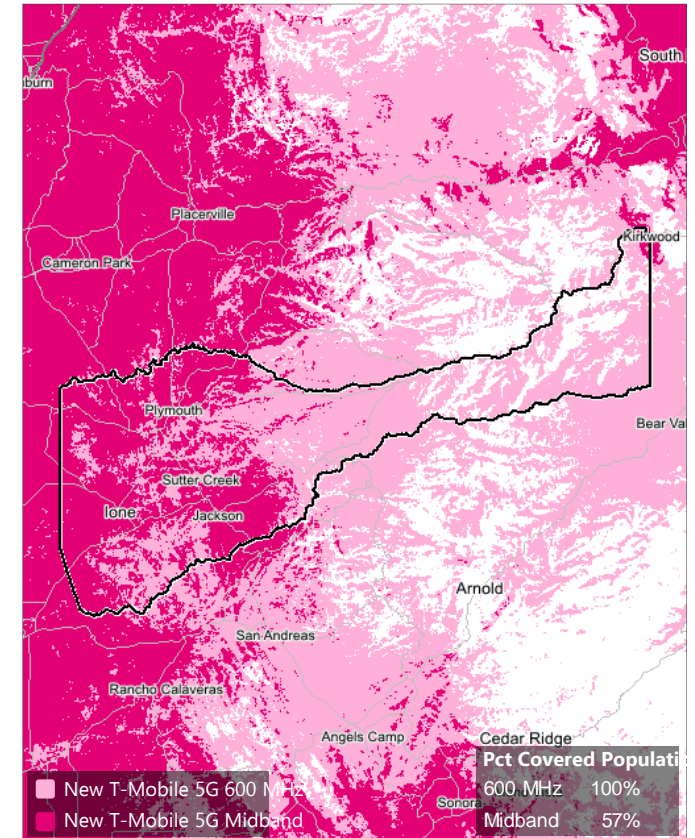 South
burn
Placerville
Kirkwood
Cameron Park
Plymouth
Bear Val
Sutter Creek
Ione
Jackson
Arnold
San Andreas
Rancho Calaveras
Angels Camp
Cedar Ridge
Pct Covered Populati
New T-Mobile 5G 600 MHz
600 MHz 100%
Sonora
New T-Mobile 5G Midband
Midband 57%